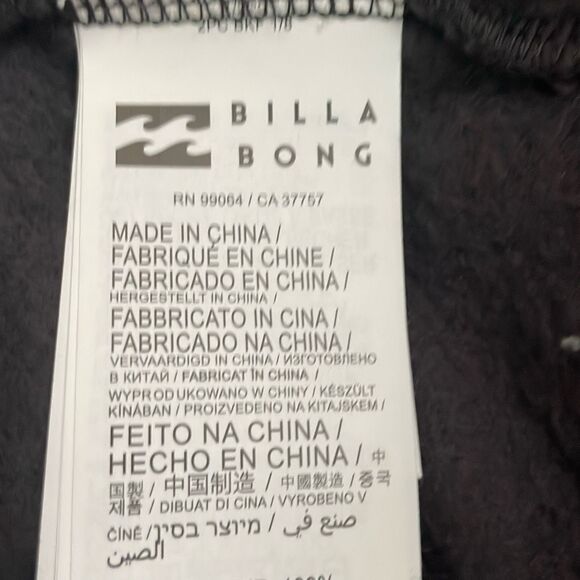 BILLA
BONG
RN 99064 / CA 37757
MADE IN CHINA /
FABRIQUÉ EN CHINE /
FABRICADO EN CHINA /
HERGESTELLT IN CHINA /
FABBRICATO IN CINA /
FABRICADO NA CHINA /
VERVAARDIGD IN CHINA / ИЗГОТОВЛЕНО
В КИТАЙ / FABRICAT ÎN CHINA /
WYPRODUKOWANO W CHINY / KÉSZÜLT
KÍNÁBAN / PROIZVEDENO NA KITAJSKEM /
FEITO NA CHINA /
HECHO EN CHINA / 中
国製 / 中国制造 / 中國製造 / 중국
제품 / DIBUAT DI CINA / VYROBENO V
ČÍNĚ / מיוצר בסין / صنع في
الصين